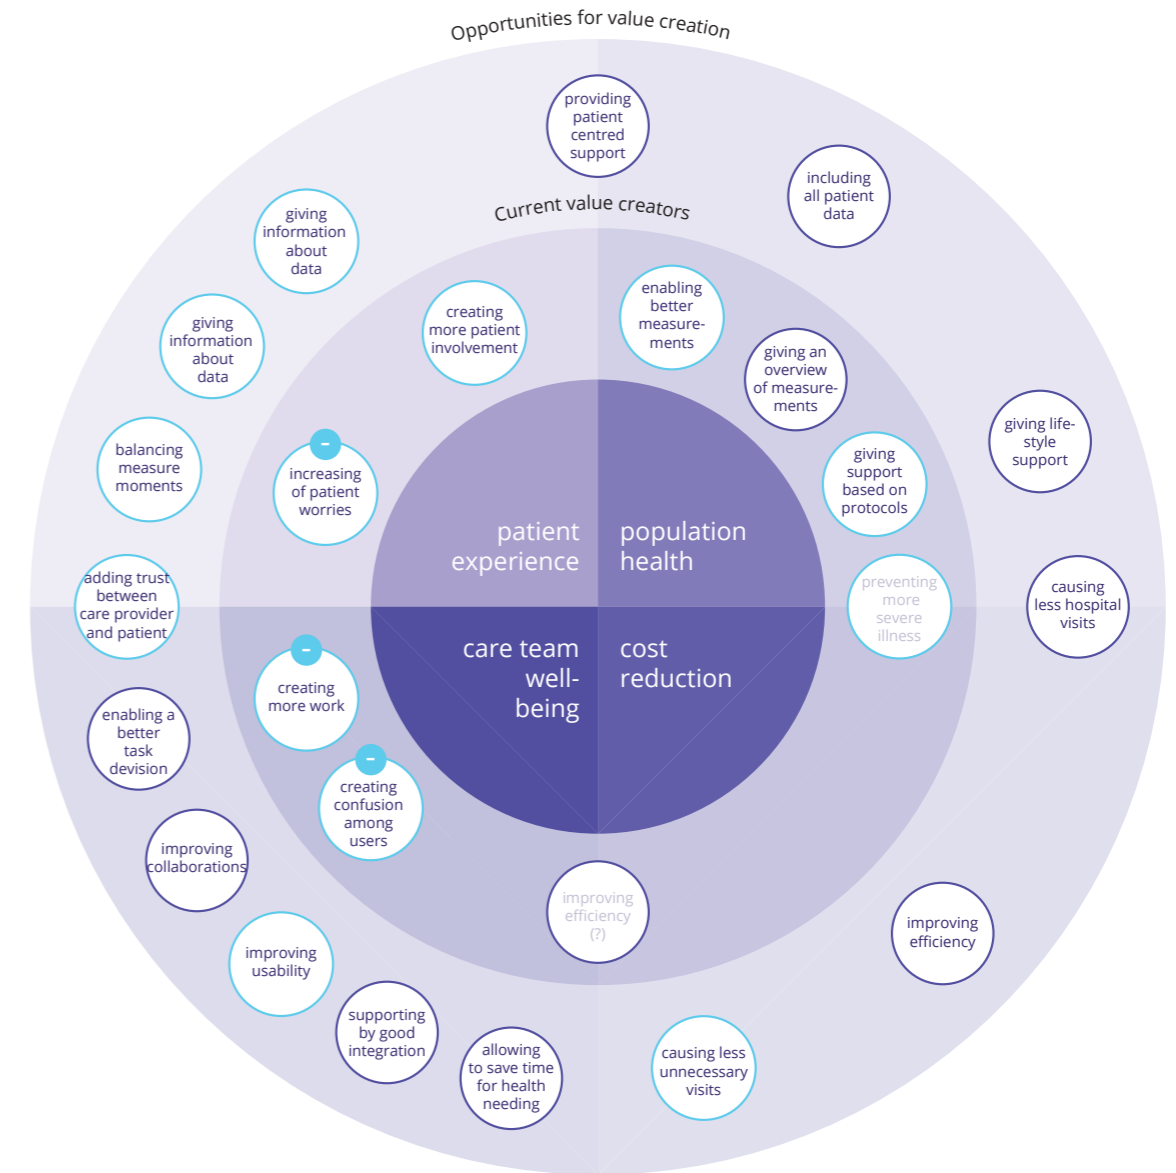 Opportunities for value creation
providing
patient
centred
support
including
all patient
data
giving
information
about
data
Current value creators
giving
information
about
data
creating
more patient
involvement
enabling
better
measure-
ments
giving an
overview
of measure-
ments
giving life-
style
support
balancing
measure
moments
-
increasing
of patient
worries
giving
support
based on
protocols
patient
experience
population
health
adding trust
between
care provider
and patient
preventing
more
severe
illness
causing
less hospital
visits
care team
well-
being
cost
reduction
-
creating
more work
enabling a
better
task
devision
-
creating
confusion
among
users
improving
collaborations
improving
efficiency
(?)
improving
efficiency
improving
usability
supporting
by good
integration
allowing
to save time
for health
needing
causing less
unnecessary
visits